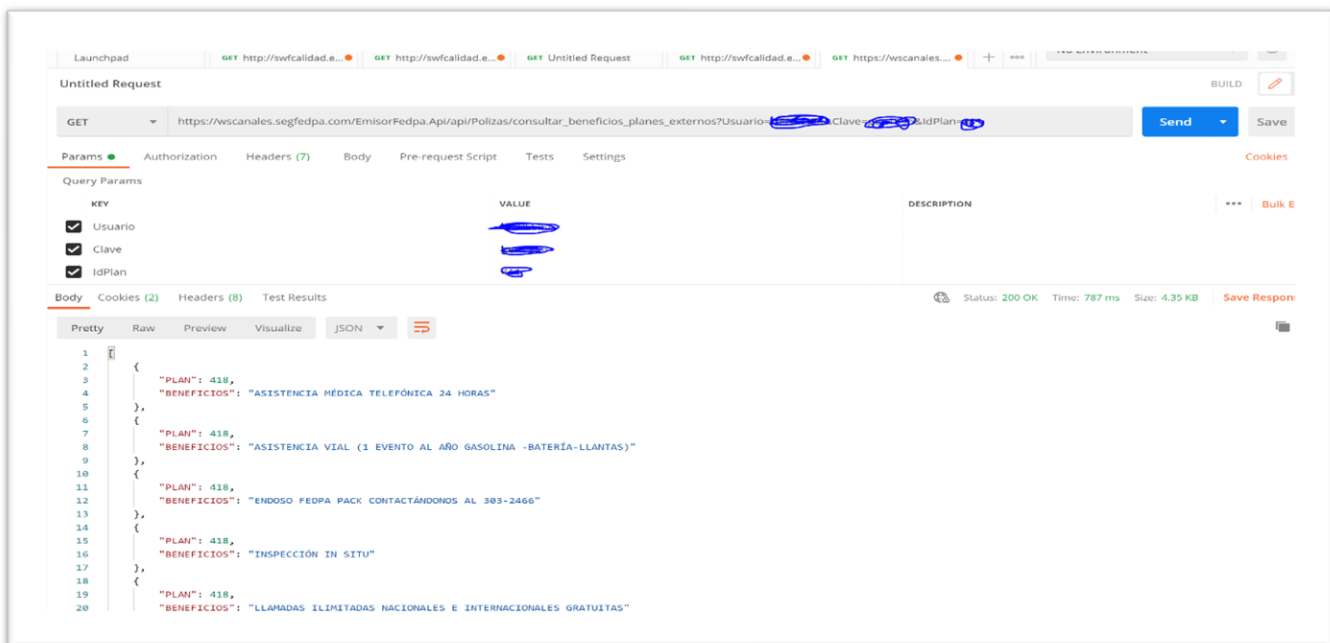 Launchpad GET http://swfcalidad.e... GET http://swfcalidad.e... GET Untitled Request GET http://swfcalidad.e... GET https://wscanales....
Untitled Request BUILD
GET https://wscanales.segfedpa.com/EmisorFedpa.Api/api/Polizas/consultar_beneficios_planes_externos?Usuario= Clave= &IdPlan= Send Save
Params Authorization Headers (7) Body Pre-request Script Tests Settings Cookies
Query Params
KEY VALUE DESCRIPTION ••• Bulk E
Usuario
Clave
IdPlan
Body Cookies (2) Headers (8) Test Results Status: 200 OK Time: 787 ms Size: 4.35 KB Save Respon
Pretty Raw Preview Visualize JSON
1 [
2 {
3 "PLAN": 418,
4 "BENEFICIOS": "ASISTENCIA MÉDICA TELEFÓNICA 24 HORAS"
5 },
6 {
7 "PLAN": 418,
8 "BENEFICIOS": "ASISTENCIA VIAL (1 EVENTO AL AÑO GASOLINA -BATERÍA-LLANTAS)"
9 },
10 {
11 "PLAN": 418,
12 "BENEFICIOS": "ENDOSO FEDPA PACK CONTACTÁNDONOS AL 303-2466"
13 },
14 {
15 "PLAN": 418,
16 "BENEFICIOS": "INSPECCIÓN IN SITU"
17 },
18 {
19 "PLAN": 418,
20 "BENEFICIOS": "LLAMADAS ILIMITADAS NACIONALES E INTERNACIONALES GRATUITAS"